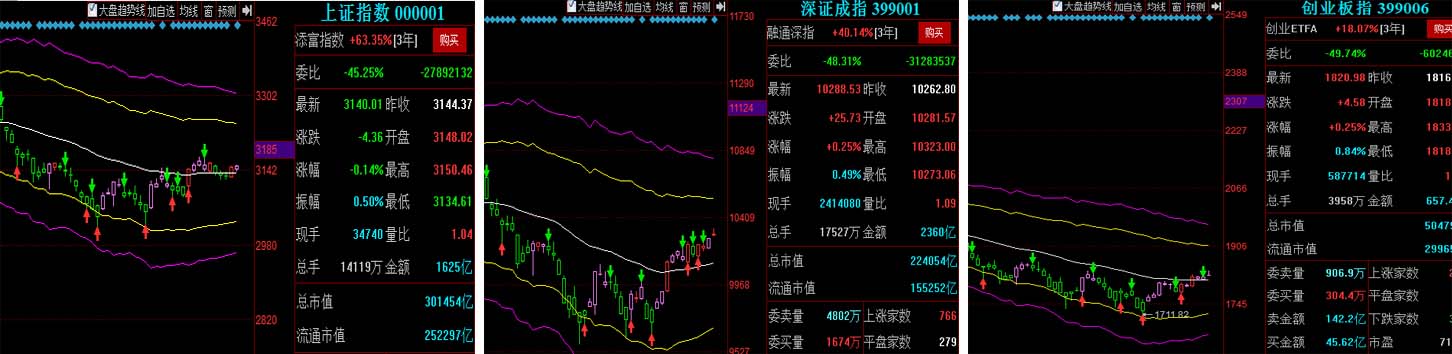 大盘趋势线 加自选 均线 窗 预测
3462
3302
3185
3142
2980
2820
上证指数 000001
添富指数 +63.35%[3年] 购买
委比 -45.25% -27892132
最新 3140.01 昨收 3144.37
涨跌 -4.36 开盘 3148.02
涨幅 -0.14% 最高 3150.46
振幅 0.50% 最低 3134.61
现手 34740 量比 1.04
总手 14119万 金额 1625亿
总市值 301454亿
流通市值 252297亿
大盘趋势线 加自选 均线 窗 预测
11730
11290
11124
10849
10409
9968
9527
深证成指 399001
融通深指 +40.14%[3年] 购买
委比 -48.31% -31283537
最新 10288.53 昨收 10262.80
涨跌 +25.73 开盘 10281.57
涨幅 +0.25% 最高 10323.00
振幅 0.49% 最低 10273.06
现手 2414080 量比 1.09
总手 17527万 金额 2360亿
总市值 224054亿
流通市值 155252亿
委卖量 4802万 上涨家数 766
委买量 1674万 平盘家数 279
大盘趋势线 加自选 均线 窗 预测
2549
2388
2307
2227
2066
1906
1745
1711.82
创业板指 399006
创业ETFA +18.07%[3年] 购买
委比 -49.74% -60246
最新 1820.98 昨收 1816
涨跌 +4.58 开盘 1818
涨幅 +0.25% 最高 1833
振幅 0.84% 最低 1818
现手 587714 量比 1
总手 3958万 金额 657.4
总市值 50479
流通市值 29969
委卖量 906.9万 上涨家数
委买量 304.4万 平盘家数
卖金额 142.2亿 下跌家数
买金额 45.62亿 市盈 71